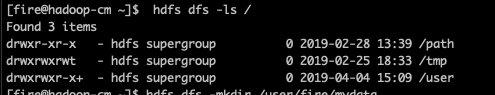 [fire@hadoop-cm ~]$ hdfs dfs -ls /
Found 3 items
drwxr-xr-x - hdfs supergroup 0 2019-02-28 13:39 /path
drwxrwxrwt - hdfs supergroup 0 2019-02-25 18:33 /tmp
drwxrwxr-x+ - hdfs supergroup 0 2019-04-04 15:09 /user
[fire@hadoop-cm ~]$ hdfs dfs -mkdir /user/fire/mydata